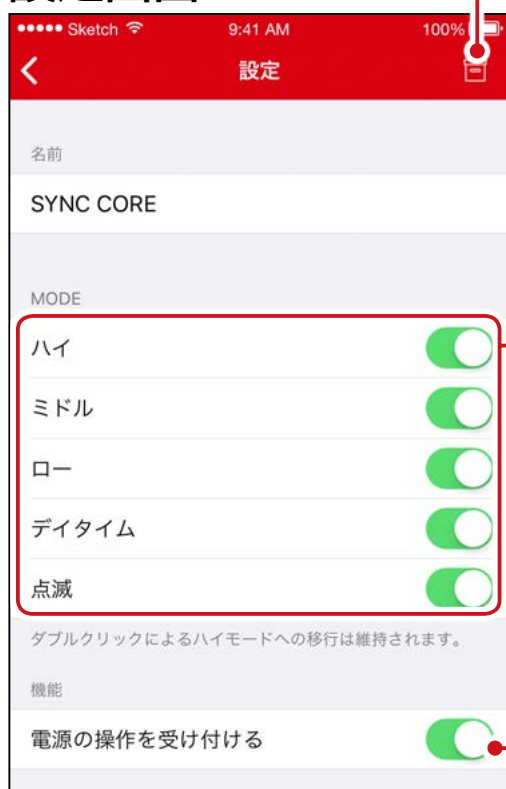 設定画面
Sketch 9:41 AM 100%
設定
名前
SYNC CORE
MODE
ハイ
ミドル
ロー
デイタイム
点滅
ダブルクリックによるハイモードへの移行は維持されます。
機能
電源の操作を受け付ける